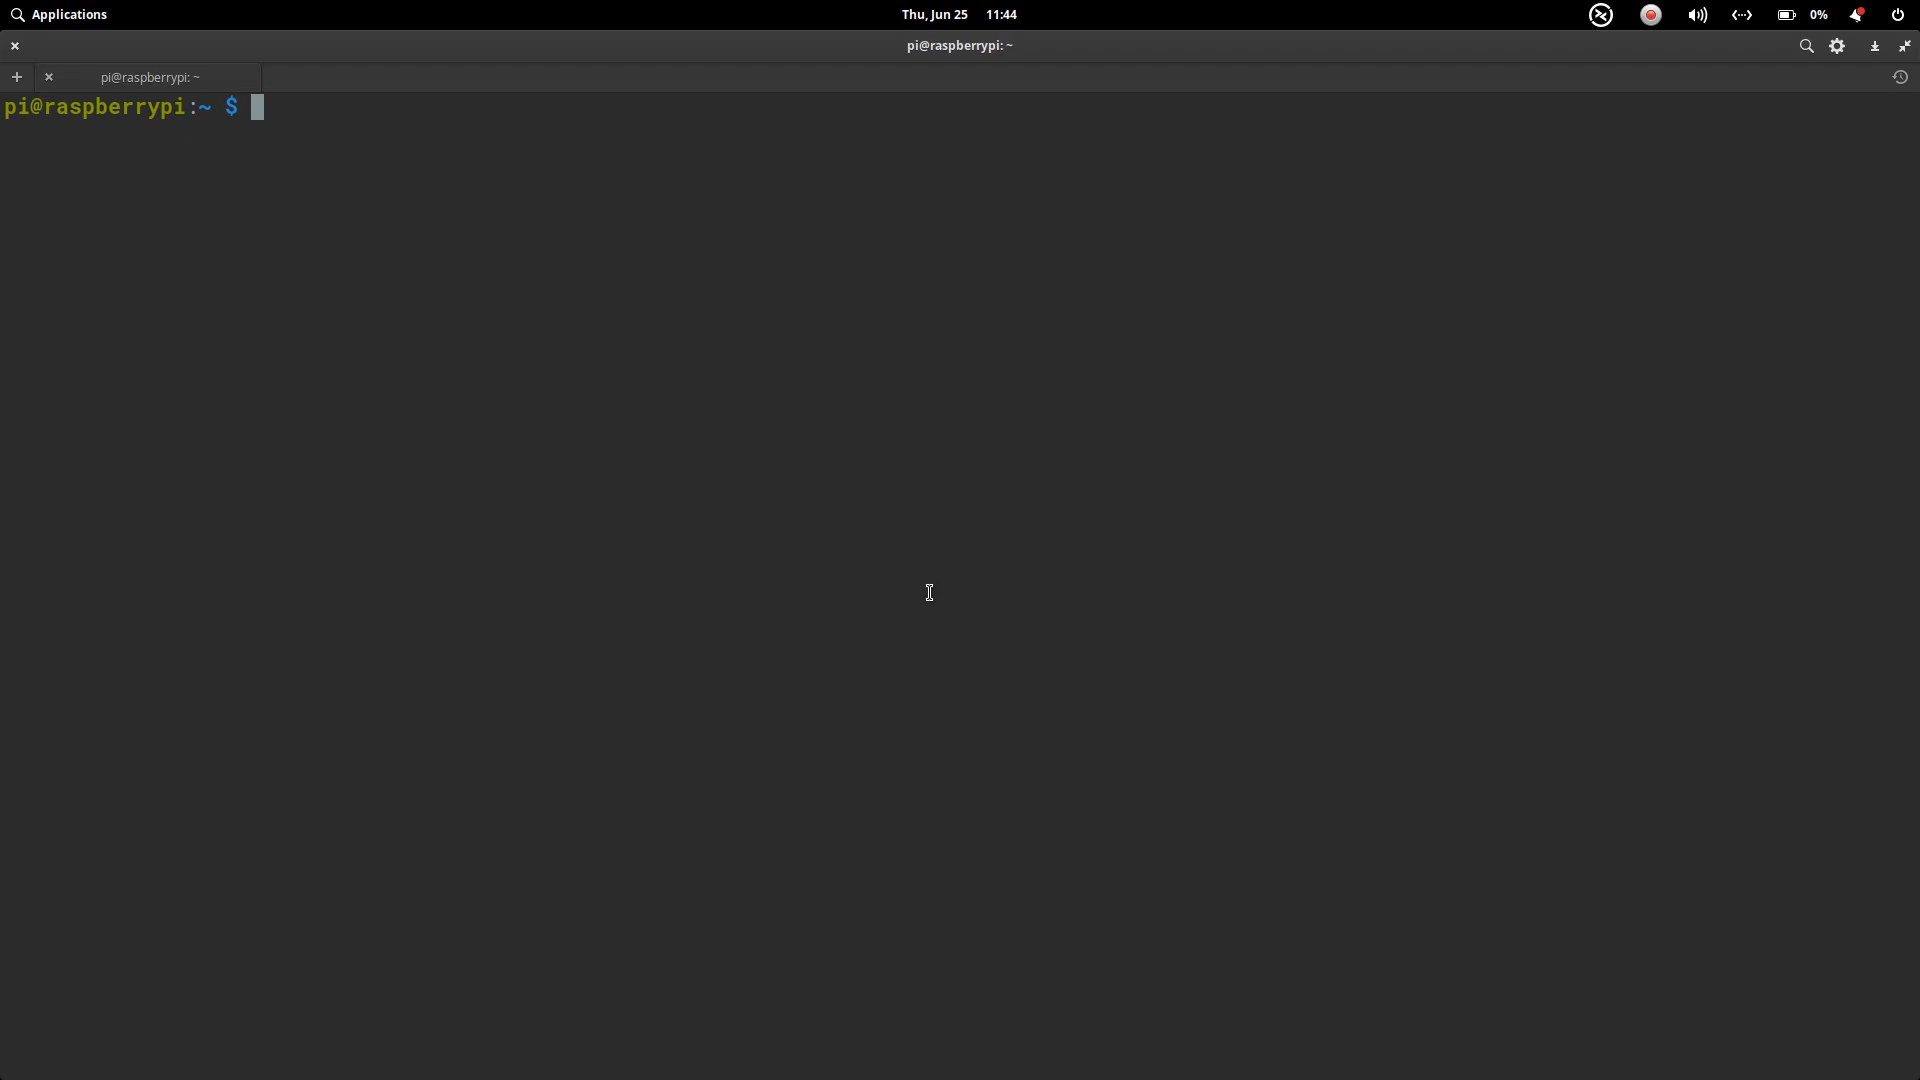 Applications
Thu, Jun 25 11:44
0%
pi@raspberrypi: ~
pi@raspberrypi: ~
pi@raspberrypi:~ $